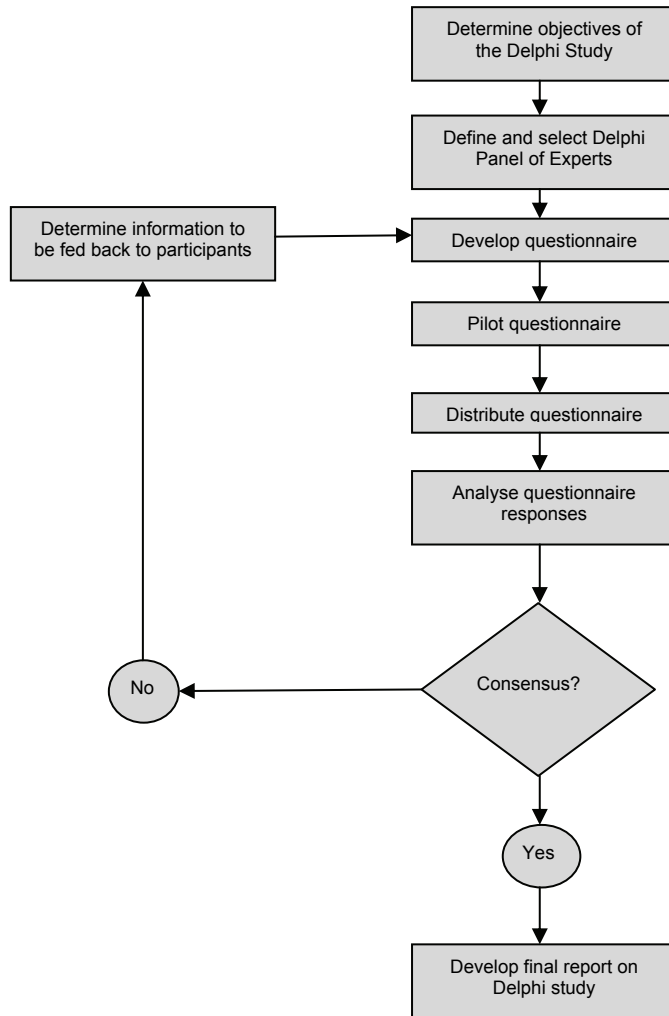 Determine objectives of
the Delphi Study
Define and select Delphi
Panel of Experts
Determine information to
be fed back to participants
Develop questionnaire
Pilot questionnaire
Distribute questionnaire
Analyse questionnaire
responses
Consensus?
No
Yes
Develop final report on
Delphi study